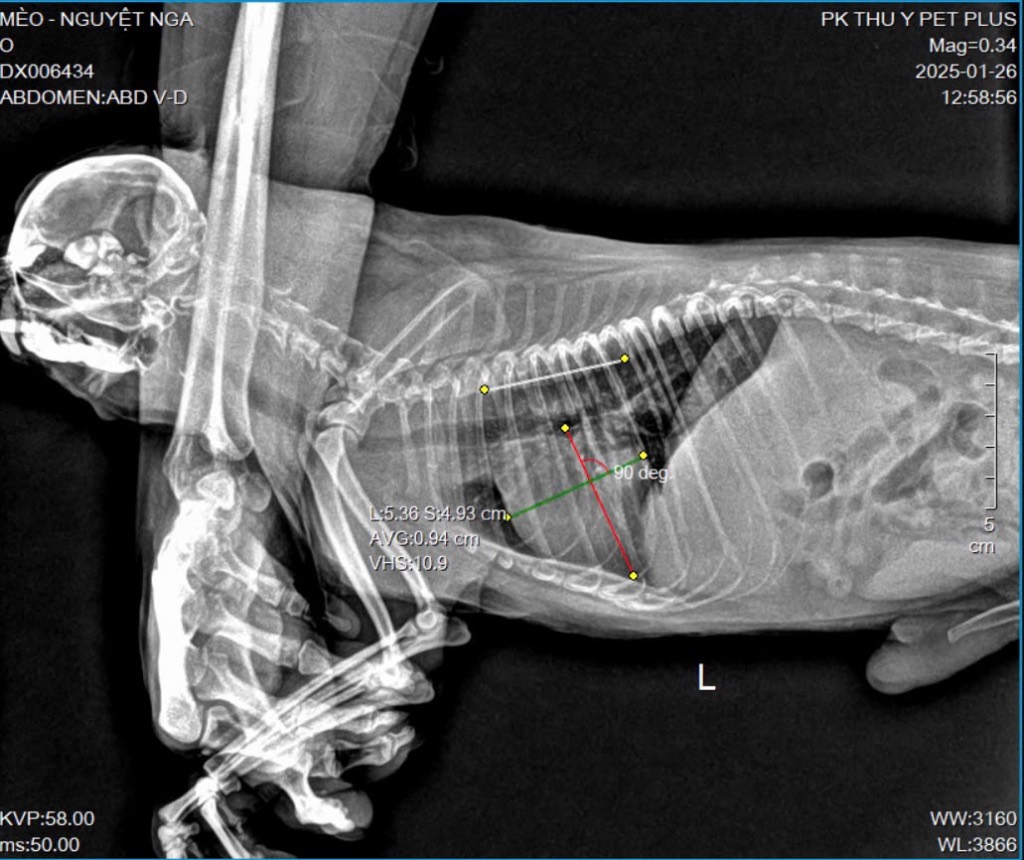 MÈO - NGUYỆT NGA
O
DX006434
ABDOMEN:ABD V-D
PK THU Y PET PLUS
Mag=0.34
2025-01-26
12:58:56
90 deg.
L:5.36 S:4.93 cm
AVG:0.94 cm
VHS:10.9
5
cm
L
KVP:58.00
ms:50.00
WW:3160
WL:3866